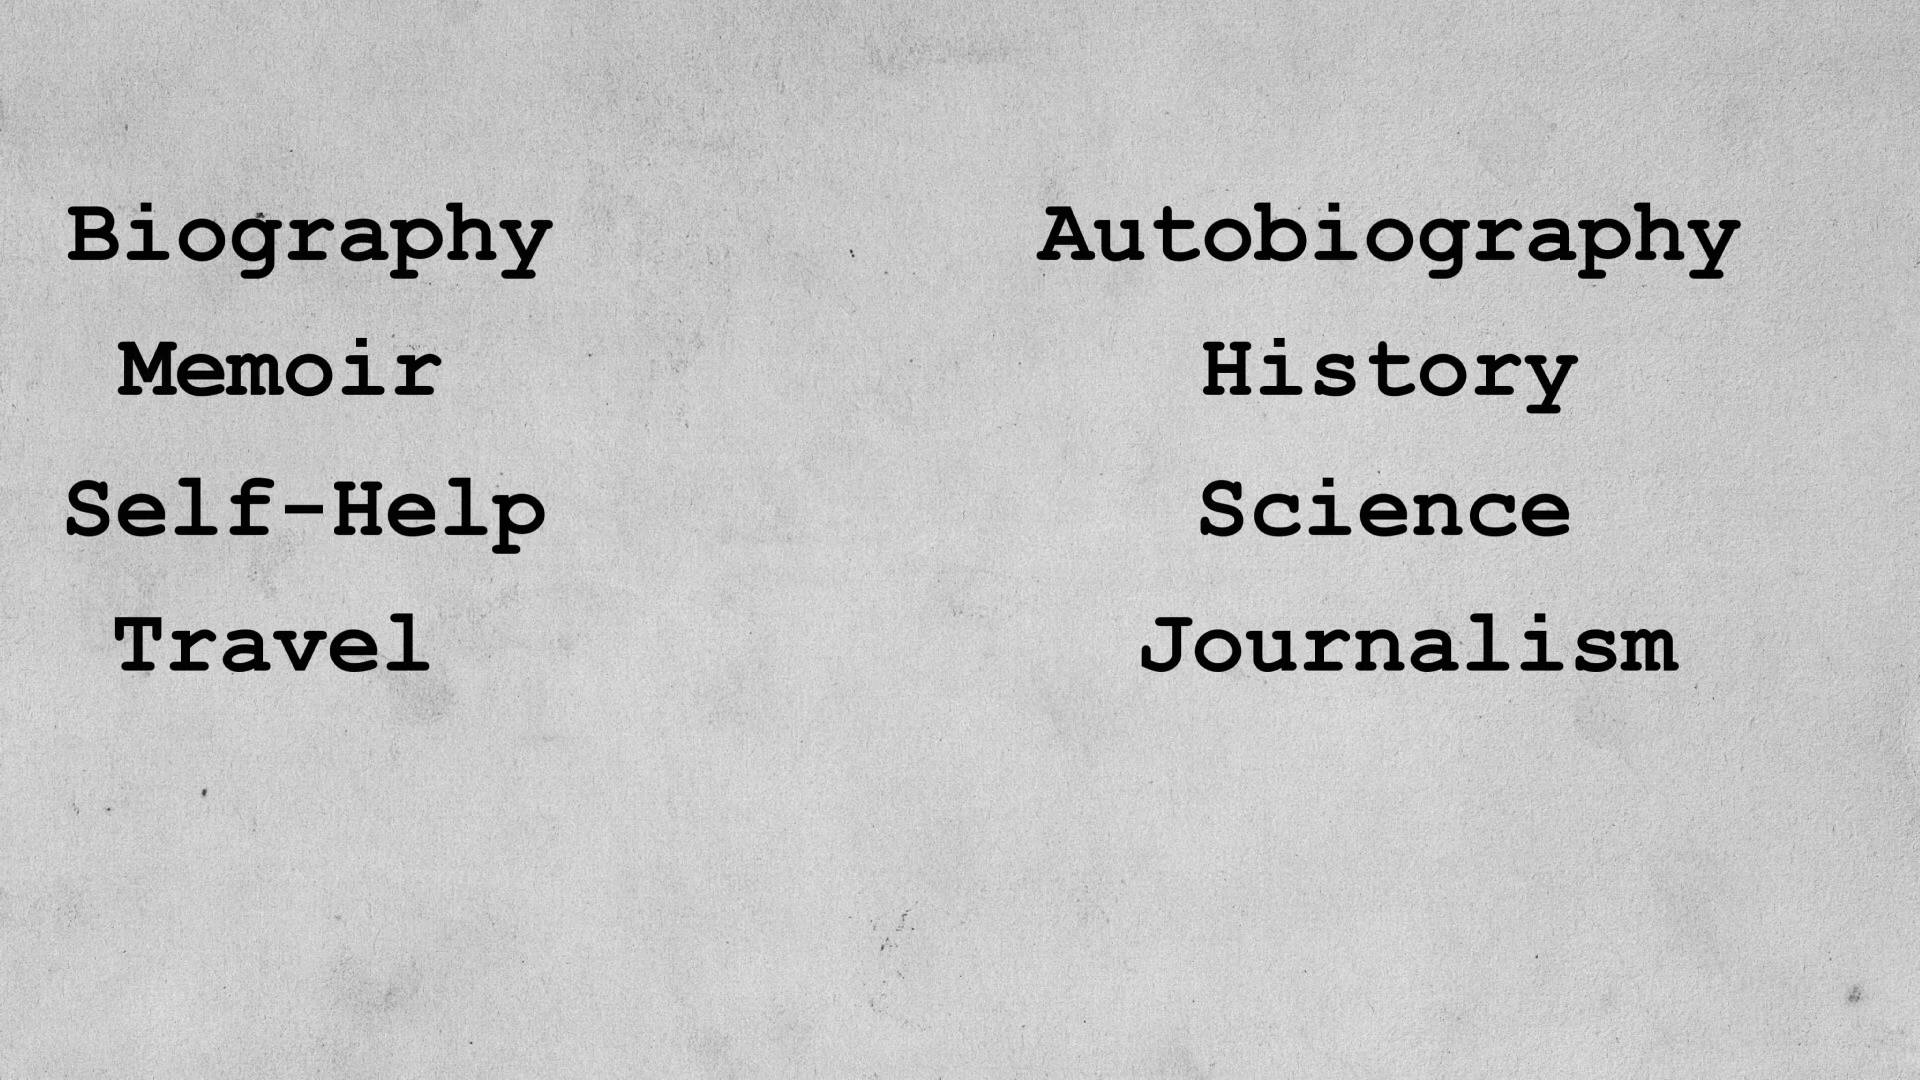 Biography
Memoir
Self-Help
Travel
Autobiography
History
Science
Journalism